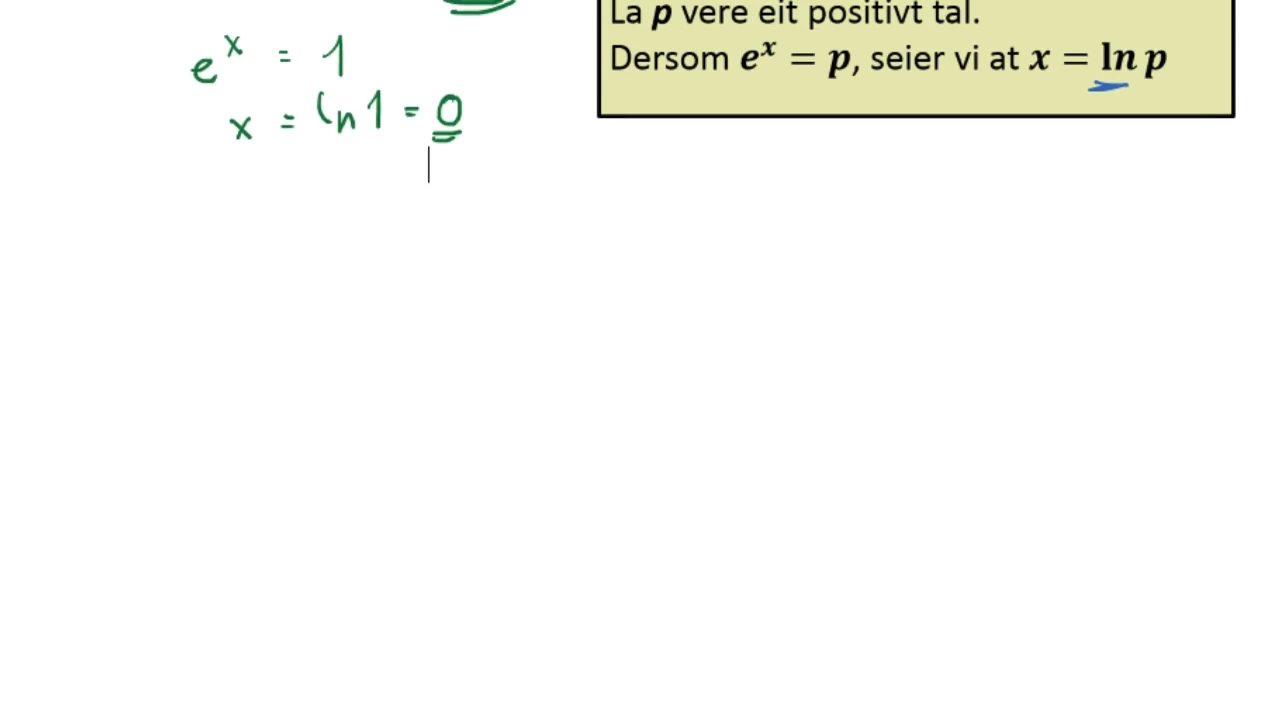 eˣ = 1
x = ln 1 = 0
La p vere eit positivt tal.
Dersom eˣ = p, seier vi at x = ln p